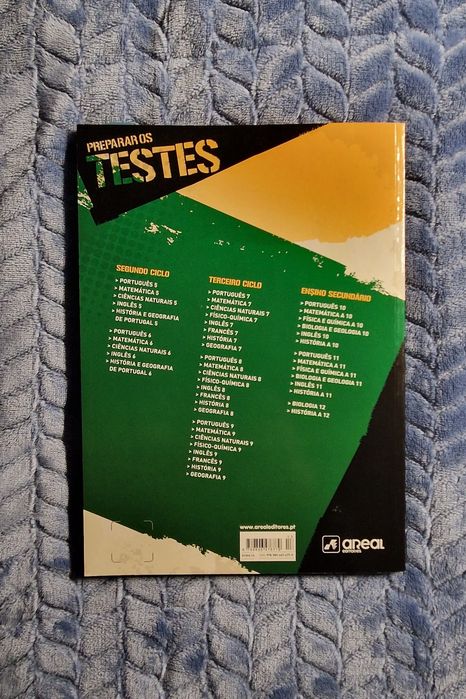 PREPARAR OS
TESTES
SEGUNDO CICLO
> PORTUGUÊS 5
> MATEMÁTICA 5
> CIÊNCIAS NATURAIS 5
> INGLÊS 5
> HISTÓRIA E GEOGRAFIA
DE PORTUGAL 5
> PORTUGUÊS 6
> MATEMÁTICA 6
> CIÊNCIAS NATURAIS 6
> INGLÊS 6
> HISTÓRIA E GEOGRAFIA
DE PORTUGAL 6
TERCEIRO CICLO
> PORTUGUÊS 7
> MATEMÁTICA 7
> CIÊNCIAS NATURAIS 7
> FÍSICO-QUÍMICA 7
> INGLÊS 7
> FRANCÊS 7
> HISTÓRIA 7
> GEOGRAFIA 7
> PORTUGUÊS 8
> MATEMÁTICA 8
> CIÊNCIAS NATURAIS 8
> FÍSICO-QUÍMICA 8
> INGLÊS 8
> FRANCÊS 8
> HISTÓRIA 8
> GEOGRAFIA 8
> PORTUGUÊS 9
> MATEMÁTICA 9
> CIÊNCIAS NATURAIS 9
> FÍSICO-QUÍMICA 9
> INGLÊS 9
> FRANCÊS 9
> HISTÓRIA 9
> GEOGRAFIA 9
ENSINO SECUNDÁRIO
> PORTUGUÊS 10
> MATEMÁTICA A 10
> FÍSICA E QUÍMICA A 10
> BIOLOGIA E GEOLOGIA 10
> INGLÊS 10
> HISTÓRIA A 10
> PORTUGUÊS 11
> MATEMÁTICA A 11
> FÍSICA E QUÍMICA A 11
> BIOLOGIA E GEOLOGIA 11
> INGLÊS 11
> HISTÓRIA A 11
> BIOLOGIA 12
> HISTÓRIA A 12
www.arealeditores.pt
areal
EDITORES